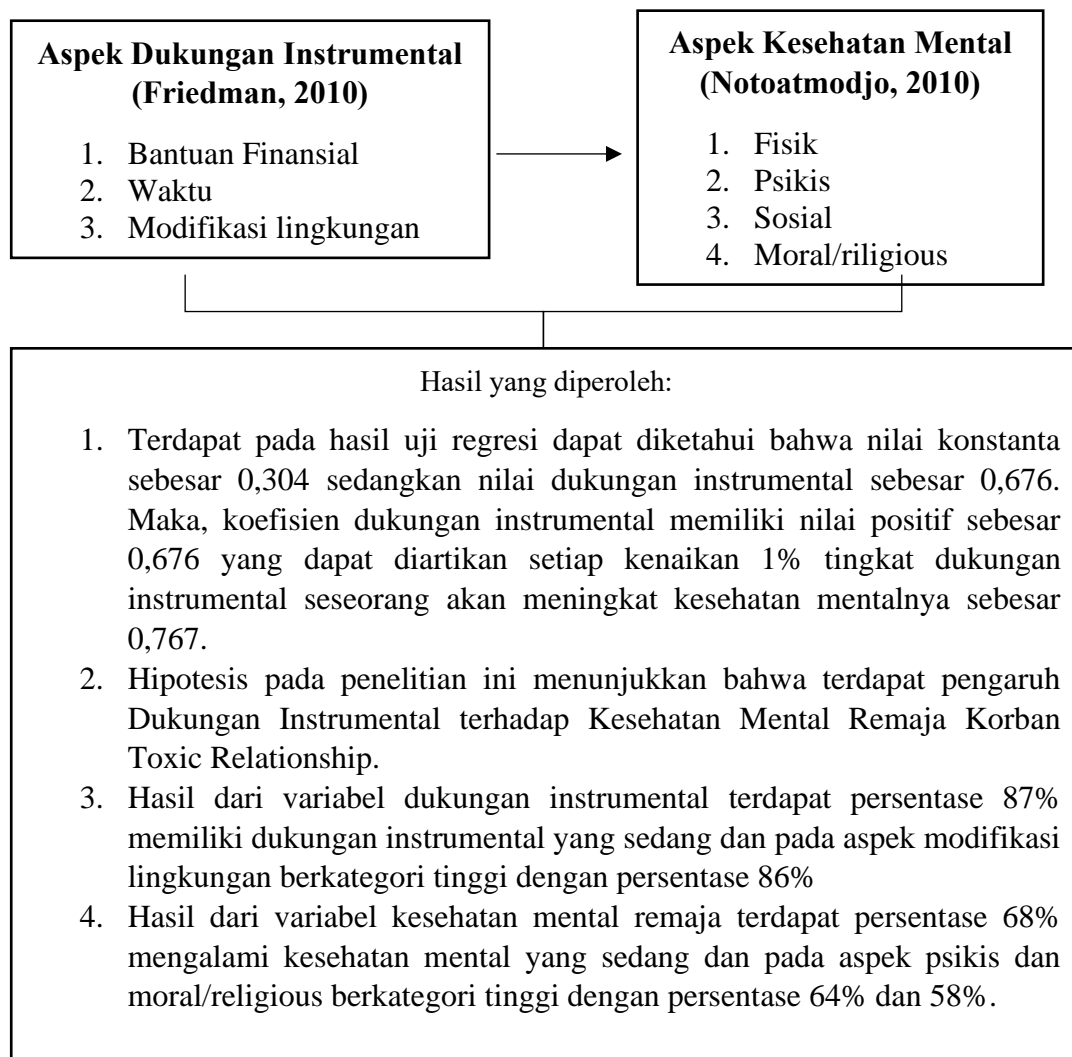 Aspek Dukungan Instrumental
(Friedman, 2010)
1. Bantuan Finansial
2. Waktu
3. Modifikasi lingkungan
Aspek Kesehatan Mental
(Notoatmodjo, 2010)
1. Fisik
2. Psikis
3. Sosial
4. Moral/riligious
Hasil yang diperoleh:
1. Terdapat pada hasil uji regresi dapat diketahui bahwa nilai konstanta
sebesar 0,304 sedangkan nilai dukungan instrumental sebesar 0,676.
Maka, koefisien dukungan instrumental memiliki nilai positif sebesar
0,676 yang dapat diartikan setiap kenaikan 1% tingkat dukungan
instrumental seseorang akan meningkat kesehatan mentalnya sebesar
0,767.
2. Hipotesis pada penelitian ini menunjukkan bahwa terdapat pengaruh
Dukungan Instrumental terhadap Kesehatan Mental Remaja Korban
Toxic Relationship.
3. Hasil dari variabel dukungan instrumental terdapat persentase 87%
memiliki dukungan instrumental yang sedang dan pada aspek modifikasi
lingkungan berkategori tinggi dengan persentase 86%
4. Hasil dari variabel kesehatan mental remaja terdapat persentase 68%
mengalami kesehatan mental yang sedang dan pada aspek psikis dan
moral/religious berkategori tinggi dengan persentase 64% dan 58%.